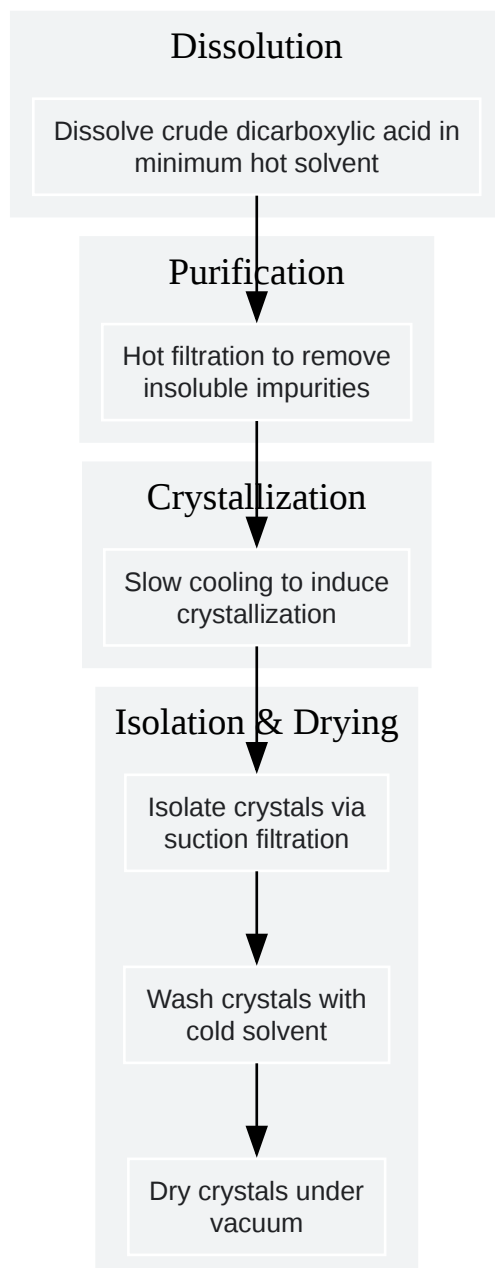 Dissolution
Dissolve crude dicarboxylic acid in
minimum hot solvent
Purification
Hot filtration to remove
insoluble impurities
Crystallization
Slow cooling to induce
crystallization
Isolation & Drying
Isolate crystals via
suction filtration
Wash crystals with
cold solvent
Dry crystals under
vacuum